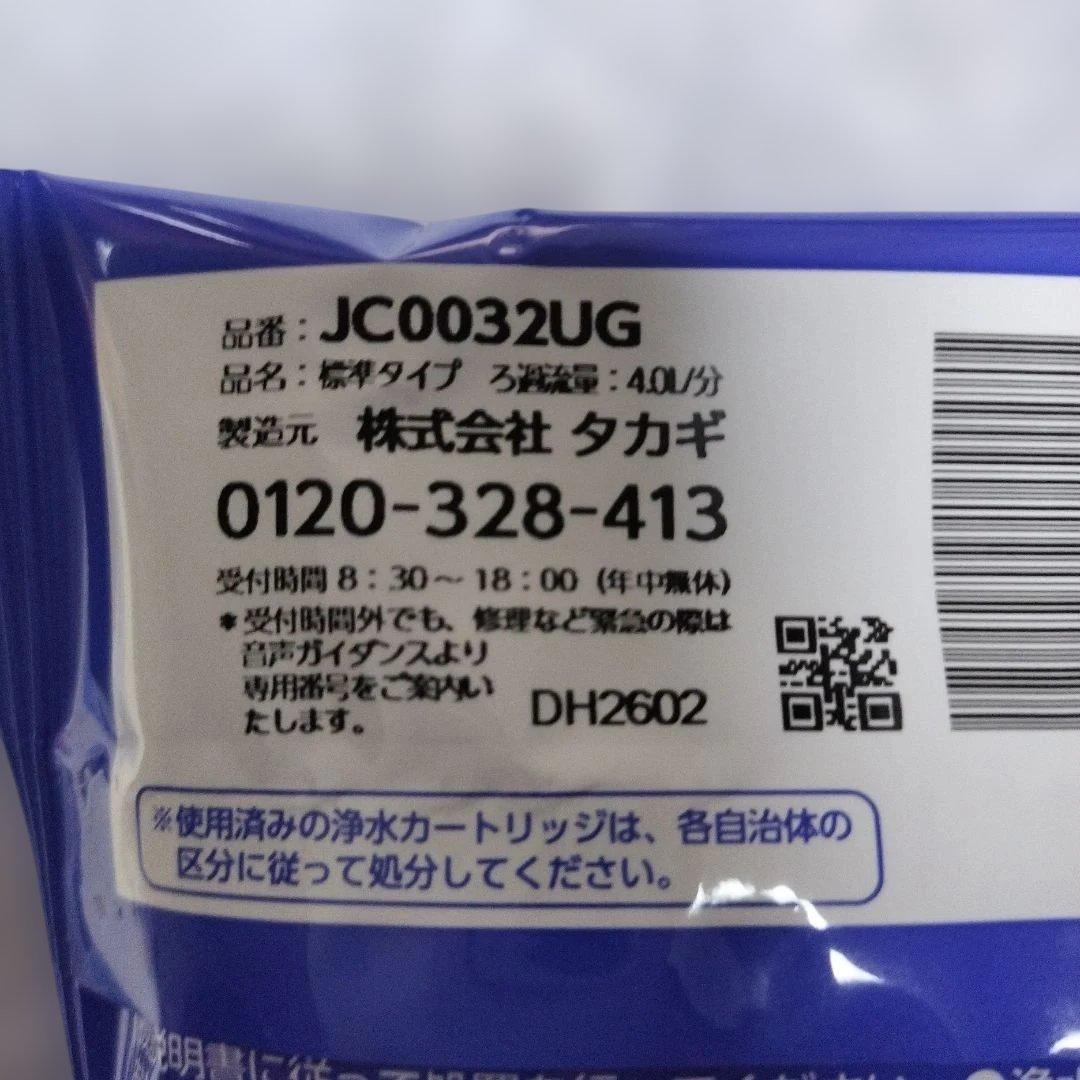 品番：JC0032UG
品名：標準タイプ ろ過流量：4.0L/分
製造元 株式会社 タカギ
0120-328-413
受付時間 8：30～18：00（年中無休）
＊受付時間外でも、修理など緊急の際は
音声ガイダンスより
専用番号をご案内い
たします。
DH2602
※使用済みの浄水カートリッジは、各自治体の
区分に従って処分してください。
説明書に従